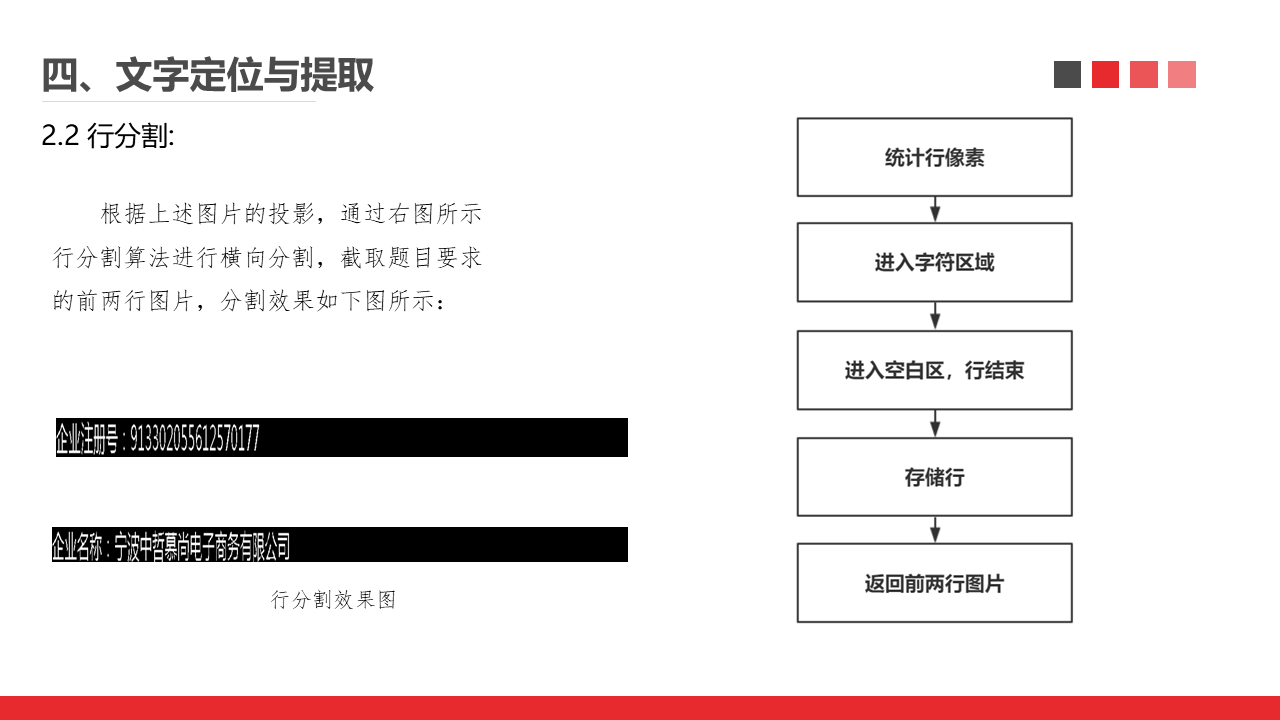 四、文字定位与提取
2.2 行分割:
根据上述图片的投影，通过右图所示
行分割算法进行横向分割，截取题目要求
的前两行图片，分割效果如下图所示：
企业注册号：913302055612570177
企业名称：宁波中哲慕尚电子商务有限公司
行分割效果图
统计行像素
进入字符区域
进入空白区，行结束
存储行
返回前两行图片